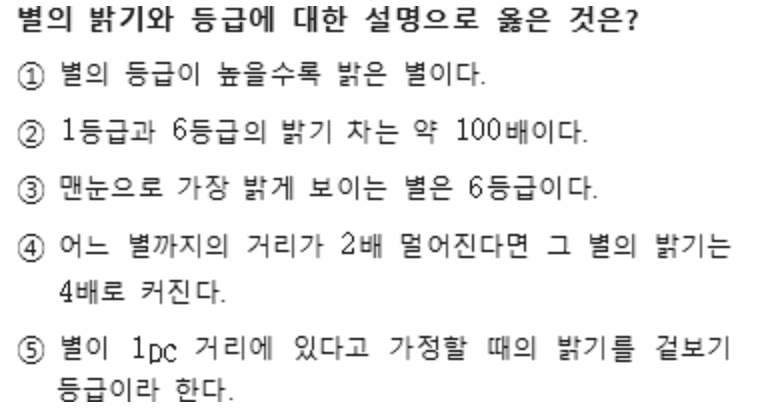 별의 밝기와 등급에 대한 설명으로 옳은 것은?
① 별의 등급이 높을수록 밝은 별이다.
② 1등급과 6등급의 밝기 차는 약 100배이다.
③ 맨눈으로 가장 밝게 보이는 별은 6등급이다.
④ 어느 별까지의 거리가 2배 멀어진다면 그 별의 밝기는
4배로 커진다.
⑤ 별이 1pc 거리에 있다고 가정할 때의 밝기를 겉보기
등급이라 한다.